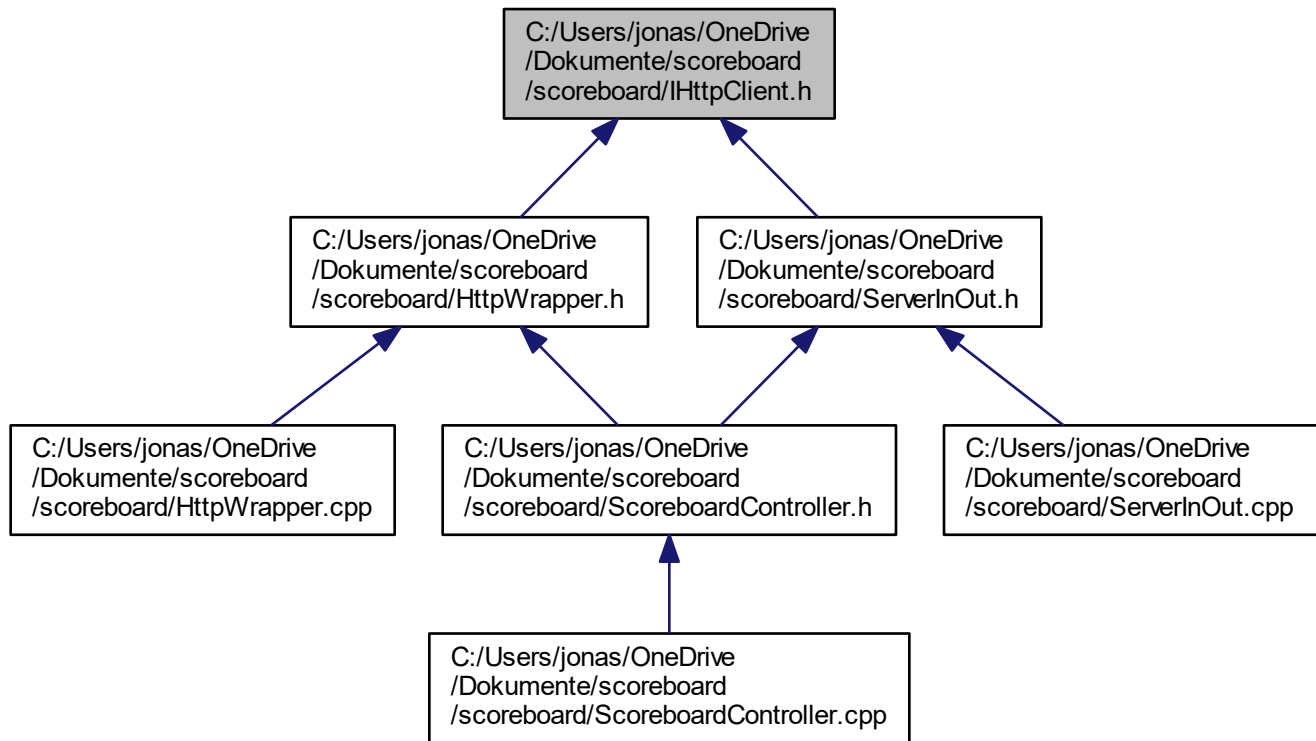 C:/Users/jonas/OneDrive
/Dokumente/scoreboard
/scoreboard/IHttpClient.h
C:/Users/jonas/OneDrive
/Dokumente/scoreboard
/scoreboard/HttpWrapper.h
C:/Users/jonas/OneDrive
/Dokumente/scoreboard
/scoreboard/ServerInOut.h
C:/Users/jonas/OneDrive
/Dokumente/scoreboard
/scoreboard/HttpWrapper.cpp
C:/Users/jonas/OneDrive
/Dokumente/scoreboard
/scoreboard/ScoreboardController.h
C:/Users/jonas/OneDrive
/Dokumente/scoreboard
/scoreboard/ServerInOut.cpp
C:/Users/jonas/OneDrive
/Dokumente/scoreboard
/scoreboard/ScoreboardController.cpp